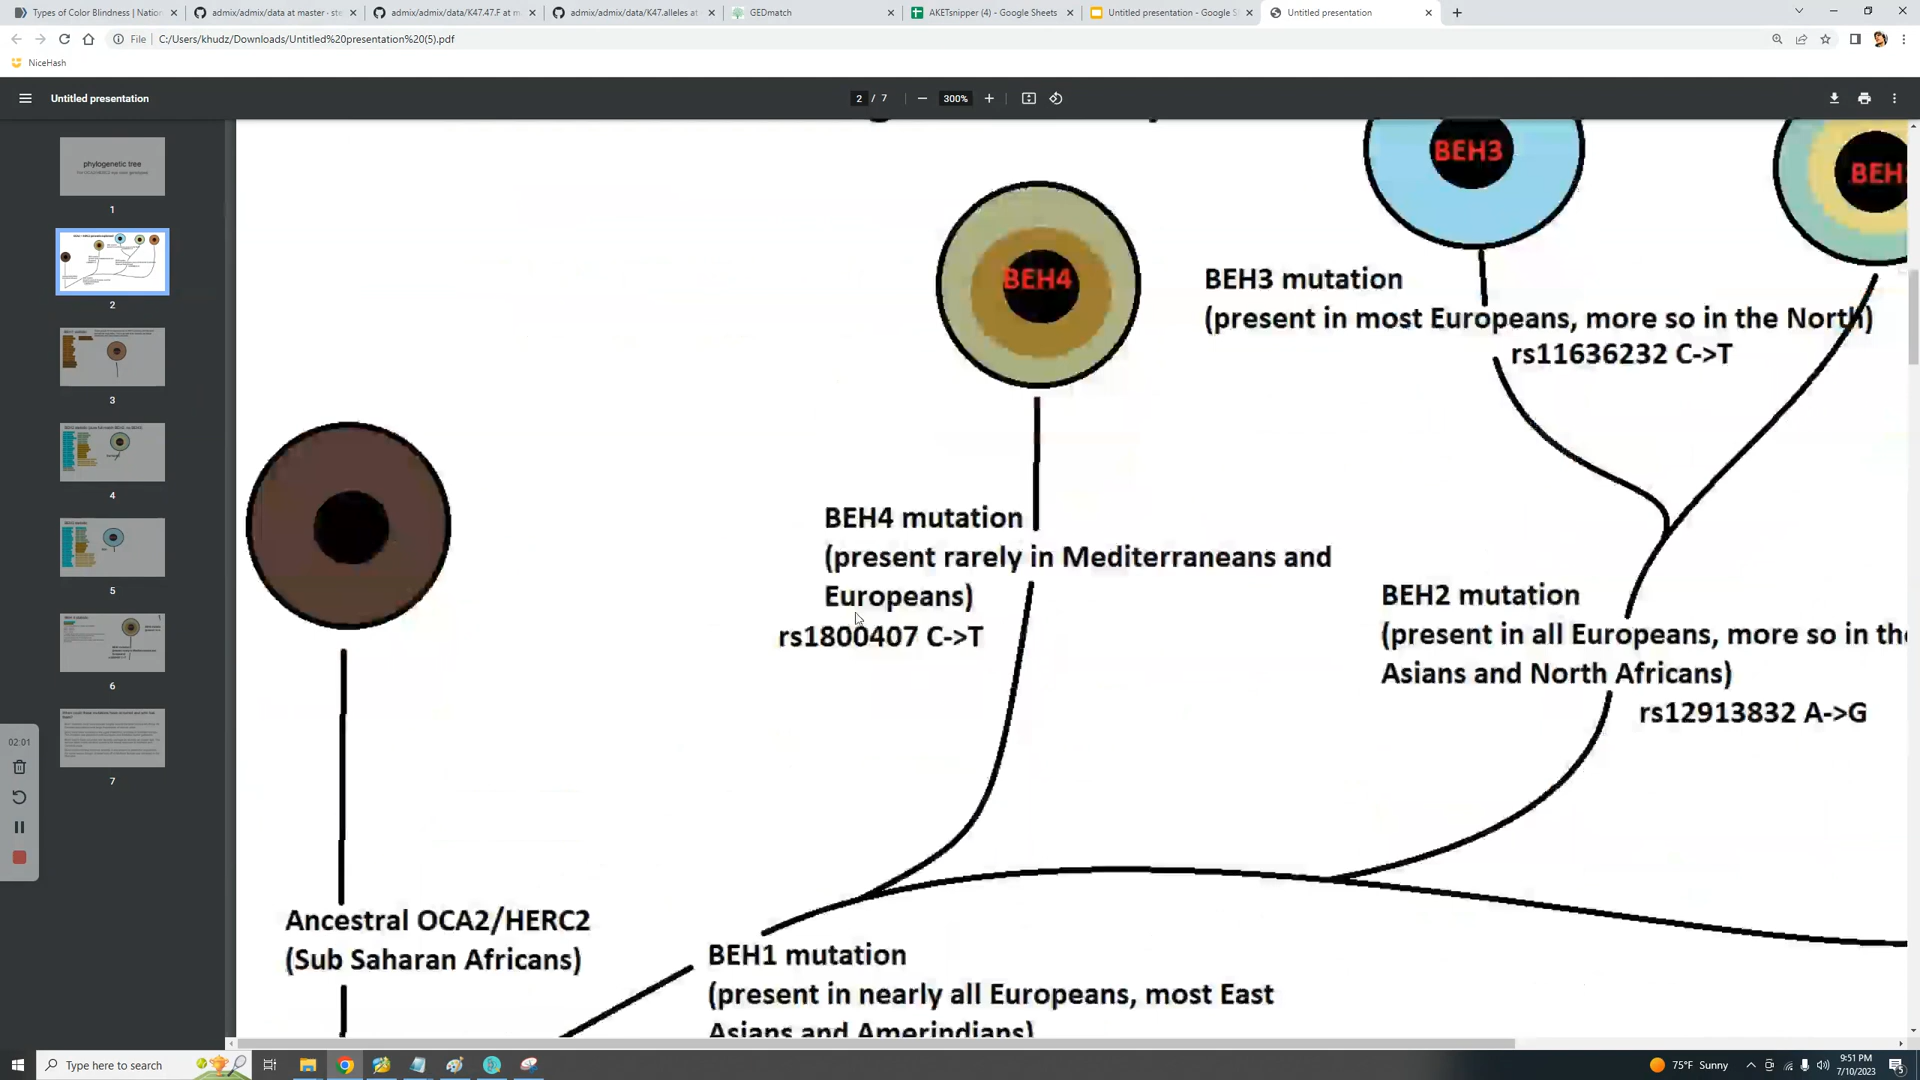 Types of Color Blindness | Nation
admix/admix/data at master · ste
admix/admix/data/K47.47.F at m
admix/admix/data/K47.alleles at
GEDmatch
AKETsnipper (4) - Google Sheets
Untitled presentation - Google S
Untitled presentation
File
C:/Users/khudz/Downloads/Untitled%20presentation%20(5).pdf
NiceHash
Untitled presentation
2 / 7
300%
phylogenetic tree
1
2
3
4
5
6
7
02:01
BEH3
BEH
BEH4
BEH3 mutation
(present in most Europeans, more so in the North)
rs11636232 C->T
BEH4 mutation
(present rarely in Mediterraneans and
Europeans)
rs1800407 C->T
BEH2 mutation
(present in all Europeans, more so in the
Asians and North Africans)
rs12913832 A->G
Ancestral OCA2/HERC2
(Sub Saharan Africans)
BEH1 mutation
(present in nearly all Europeans, most East
Asians and Amerindians)
Type here to search
75°F Sunny
9:51 PM
7/10/2023
5